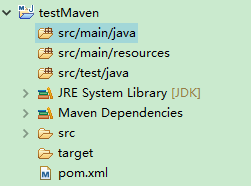 testMaven
src/main/java
src/main/resources
src/test/java
JRE System Library [JDK]
Maven Dependencies
src
target
pom.xml